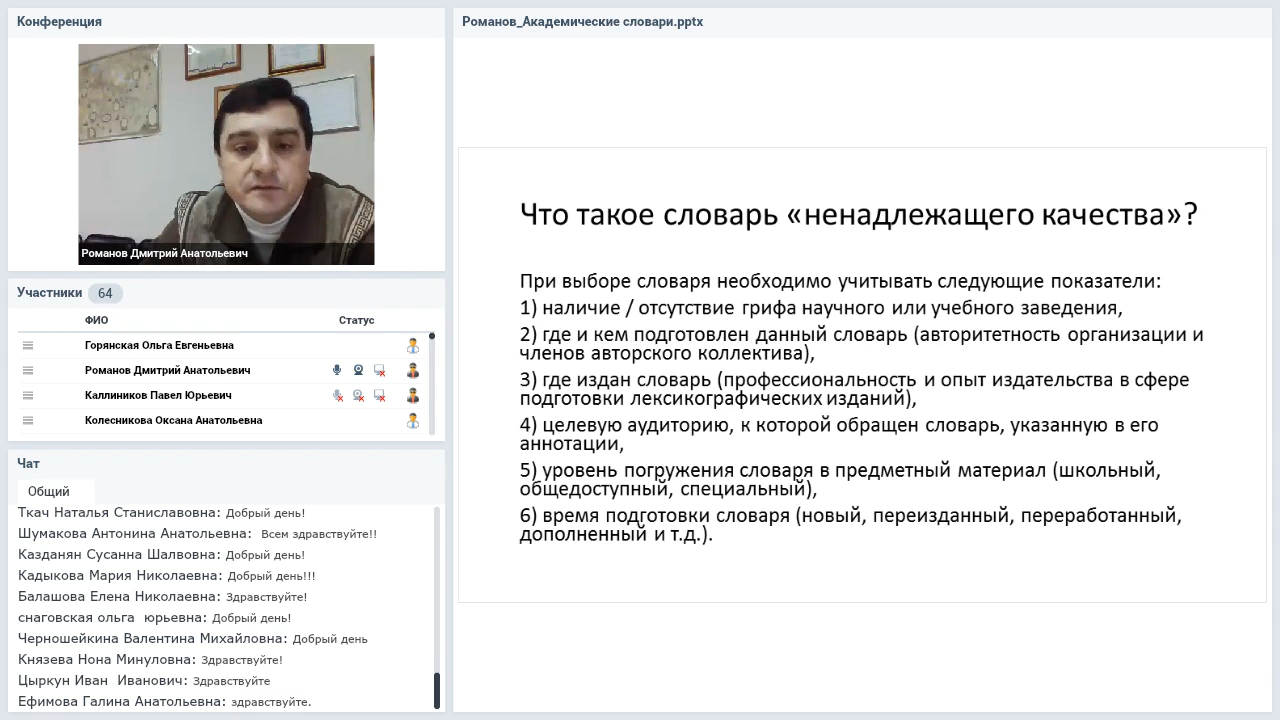 Конференция
Романов Дмитрий Анатольевич
Участники 64
ФИО Статус
Горянская Ольга Евгеньевна
Романов Дмитрий Анатольевич
Каллиников Павел Юрьевич
Колесникова Оксана Анатольевна
Чат
Общий
Ткач Наталья Станиславовна: Добрый день!
Шумакова Антонина Анатольевна: Всем здравствуйте!!
Казданян Сусанна Шалвовна: Добрый день!
Кадыкова Мария Николаевна: Добрый день!!!
Балашова Елена Николаевна: Здравствуйте!
снаговская ольга юрьевна: Добрый день!
Черношейкина Валентина Михайловна: Добрый день
Князева Нона Минуловна: Здравствуйте!
Цыркун Иван Иванович: Здравствуйте
Ефимова Галина Анатольевна: здравствуйте.
Романов_Академические словари.pptx
Что такое словарь «ненадлежащего качества»?
При выборе словаря необходимо учитывать следующие показатели:
1) наличие / отсутствие грифа научного или учебного заведения,
2) где и кем подготовлен данный словарь (авторитетность организации и
членов авторского коллектива),
3) где издан словарь (профессиональность и опыт издательства в сфере
подготовки лексикографических изданий),
4) целевую аудиторию, к которой обращен словарь, указанную в его
аннотации,
5) уровень погружения словаря в предметный материал (школьный,
общедоступный, специальный),
6) время подготовки словаря (новый, переизданный, переработанный,
дополненный и т.д.).